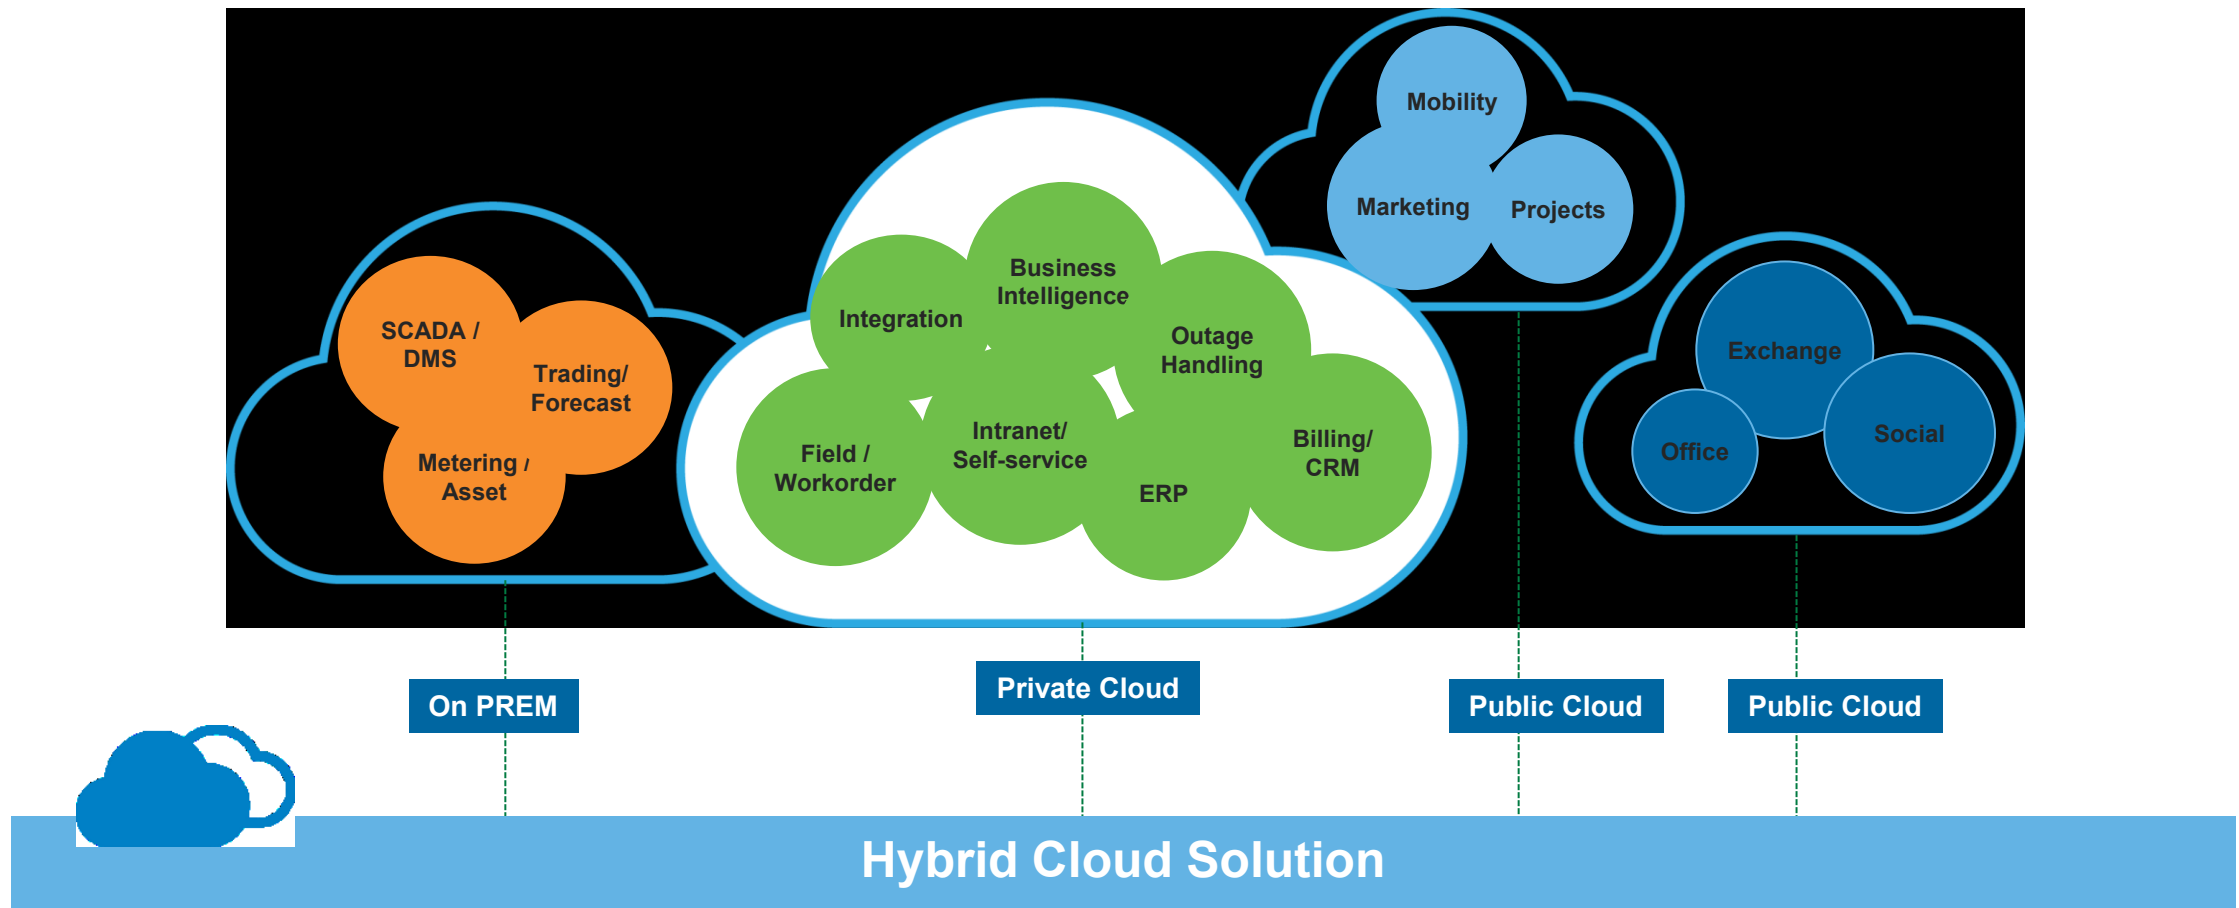 SCADA /
DMS
Trading/
Forecast
Metering /
Asset
Integration
Business
Intelligence
Outage
Handling
Field /
Workorder
Intranet/
Self-service
ERP
Billing/
CRM
Mobility
Marketing
Projects
Exchange
Office
Social
On PREM
Private Cloud
Public Cloud
Public Cloud
Hybrid Cloud Solution